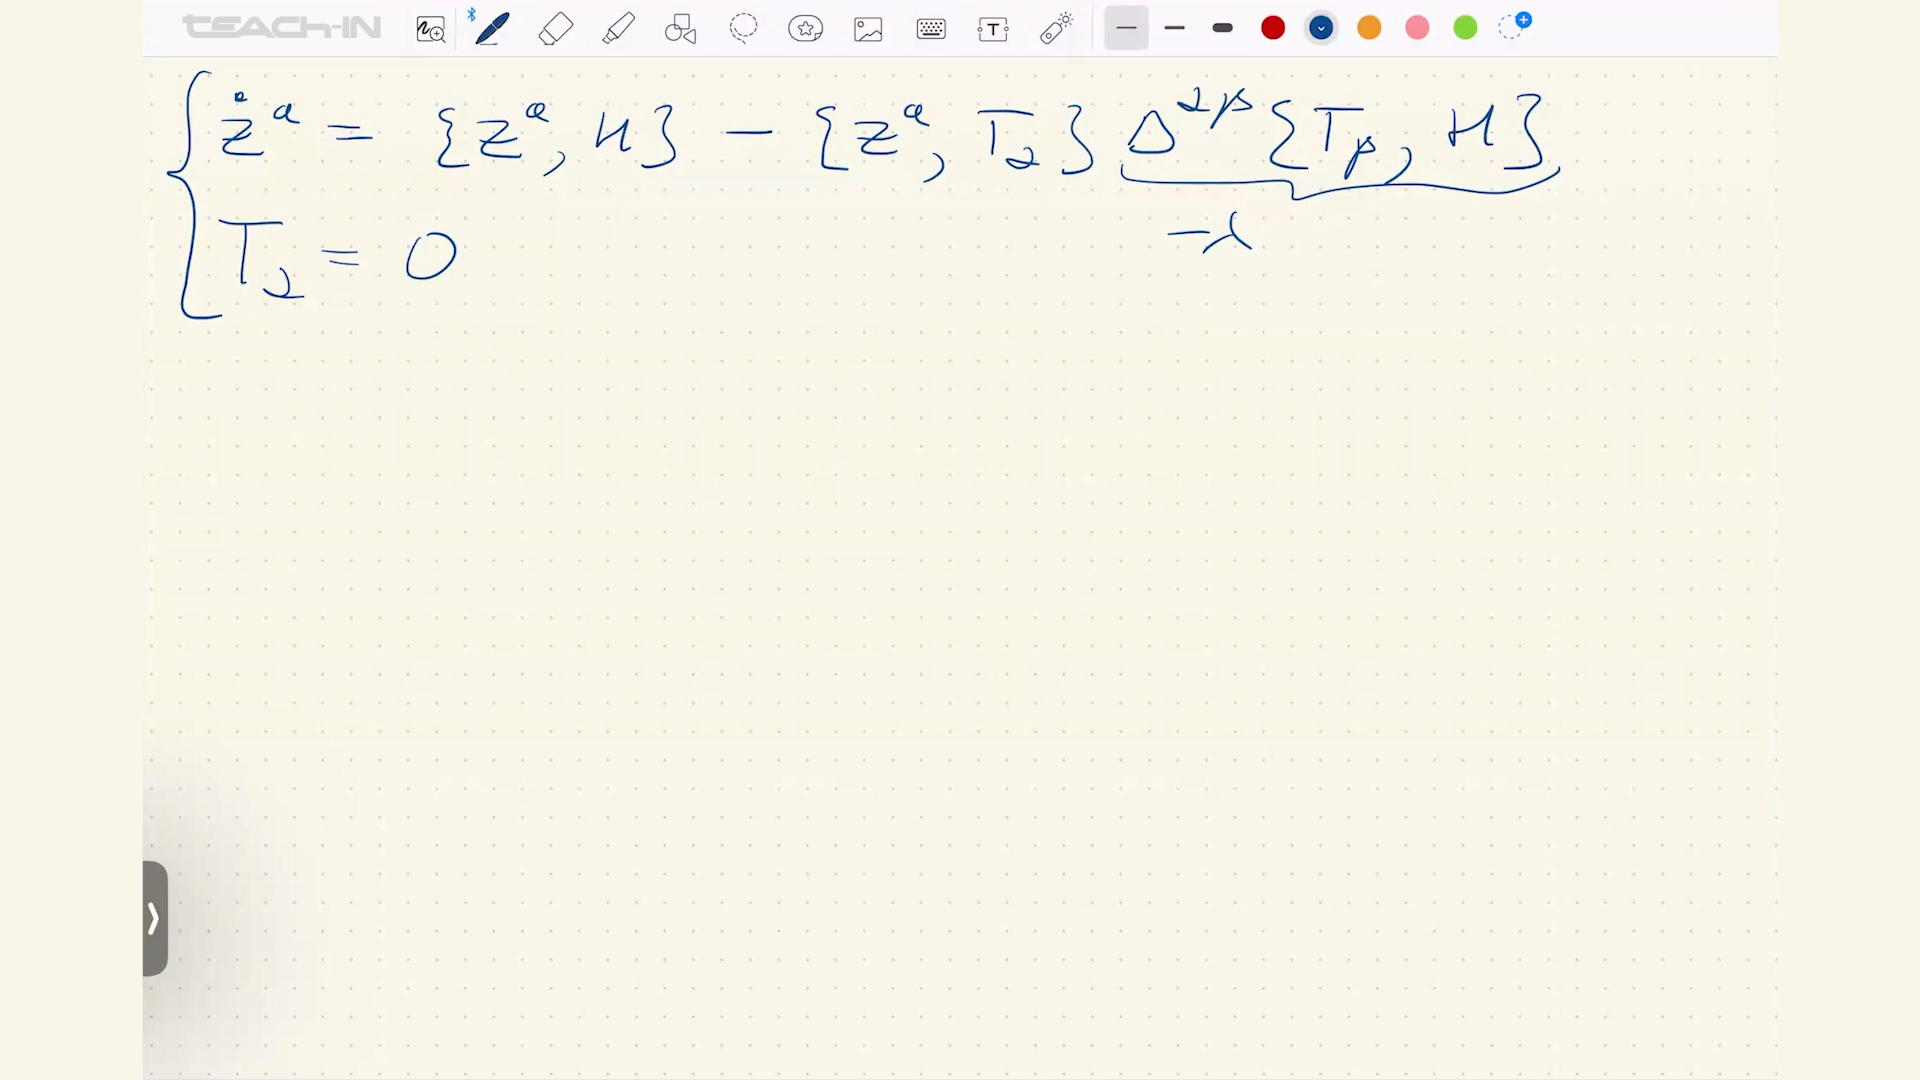 teach-in
ż^a = {z^a, H} − {z^a, T_α} Δ^{αβ} {T_β, H}
−λ
T_α = 0